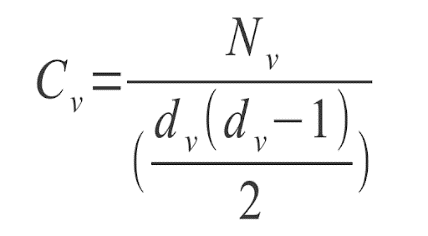 C_v = N_v / (d_v(d_v−1) / 2)